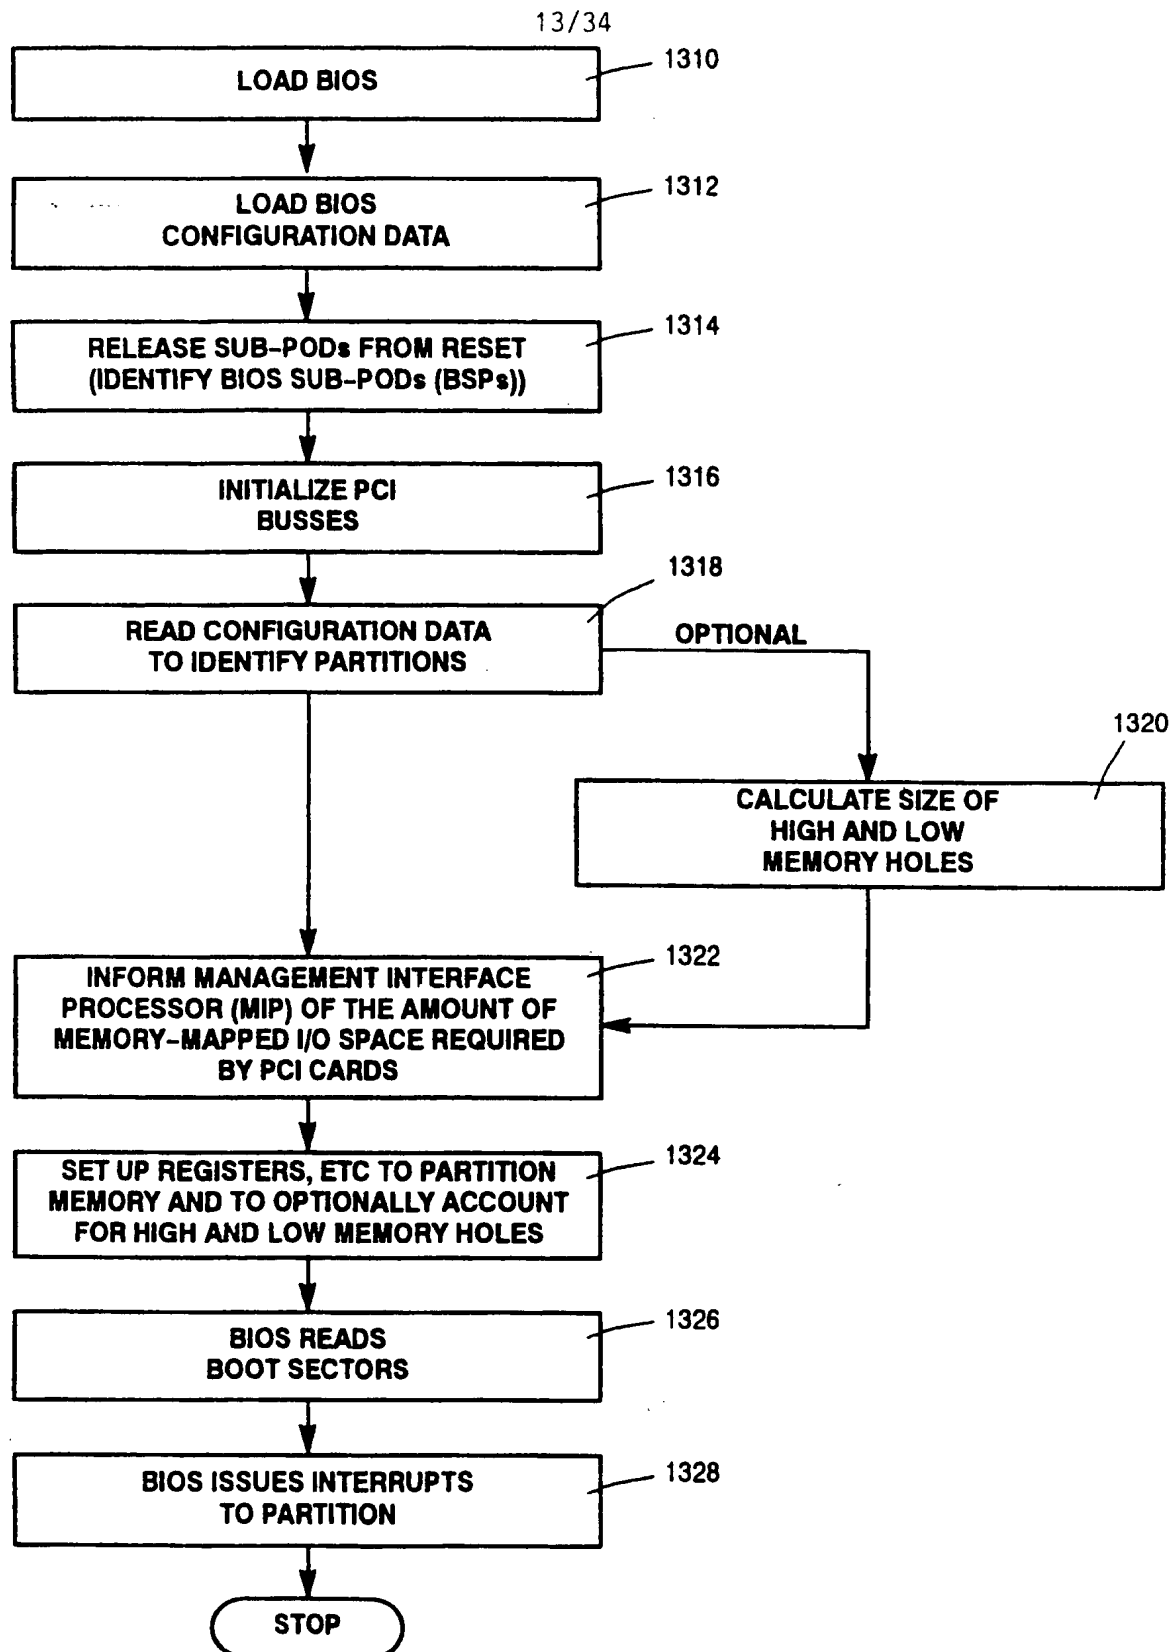 13/34
LOAD BIOS
1310
LOAD BIOS
CONFIGURATION DATA
1312
RELEASE SUB-PODs FROM RESET
(IDENTIFY BIOS SUB-PODs (BSPs))
1314
INITIALIZE PCI
BUSSES
1316
READ CONFIGURATION DATA
TO IDENTIFY PARTITIONS
1318
OPTIONAL
1320
CALCULATE SIZE OF
HIGH AND LOW
MEMORY HOLES
INFORM MANAGEMENT INTERFACE
PROCESSOR (MIP) OF THE AMOUNT OF
MEMORY-MAPPED I/O SPACE REQUIRED
BY PCI CARDS
1322
SET UP REGISTERS, ETC TO PARTITION
MEMORY AND TO OPTIONALLY ACCOUNT
FOR HIGH AND LOW MEMORY HOLES
1324
BIOS READS
BOOT SECTORS
1326
BIOS ISSUES INTERRUPTS
TO PARTITION
1328
STOP